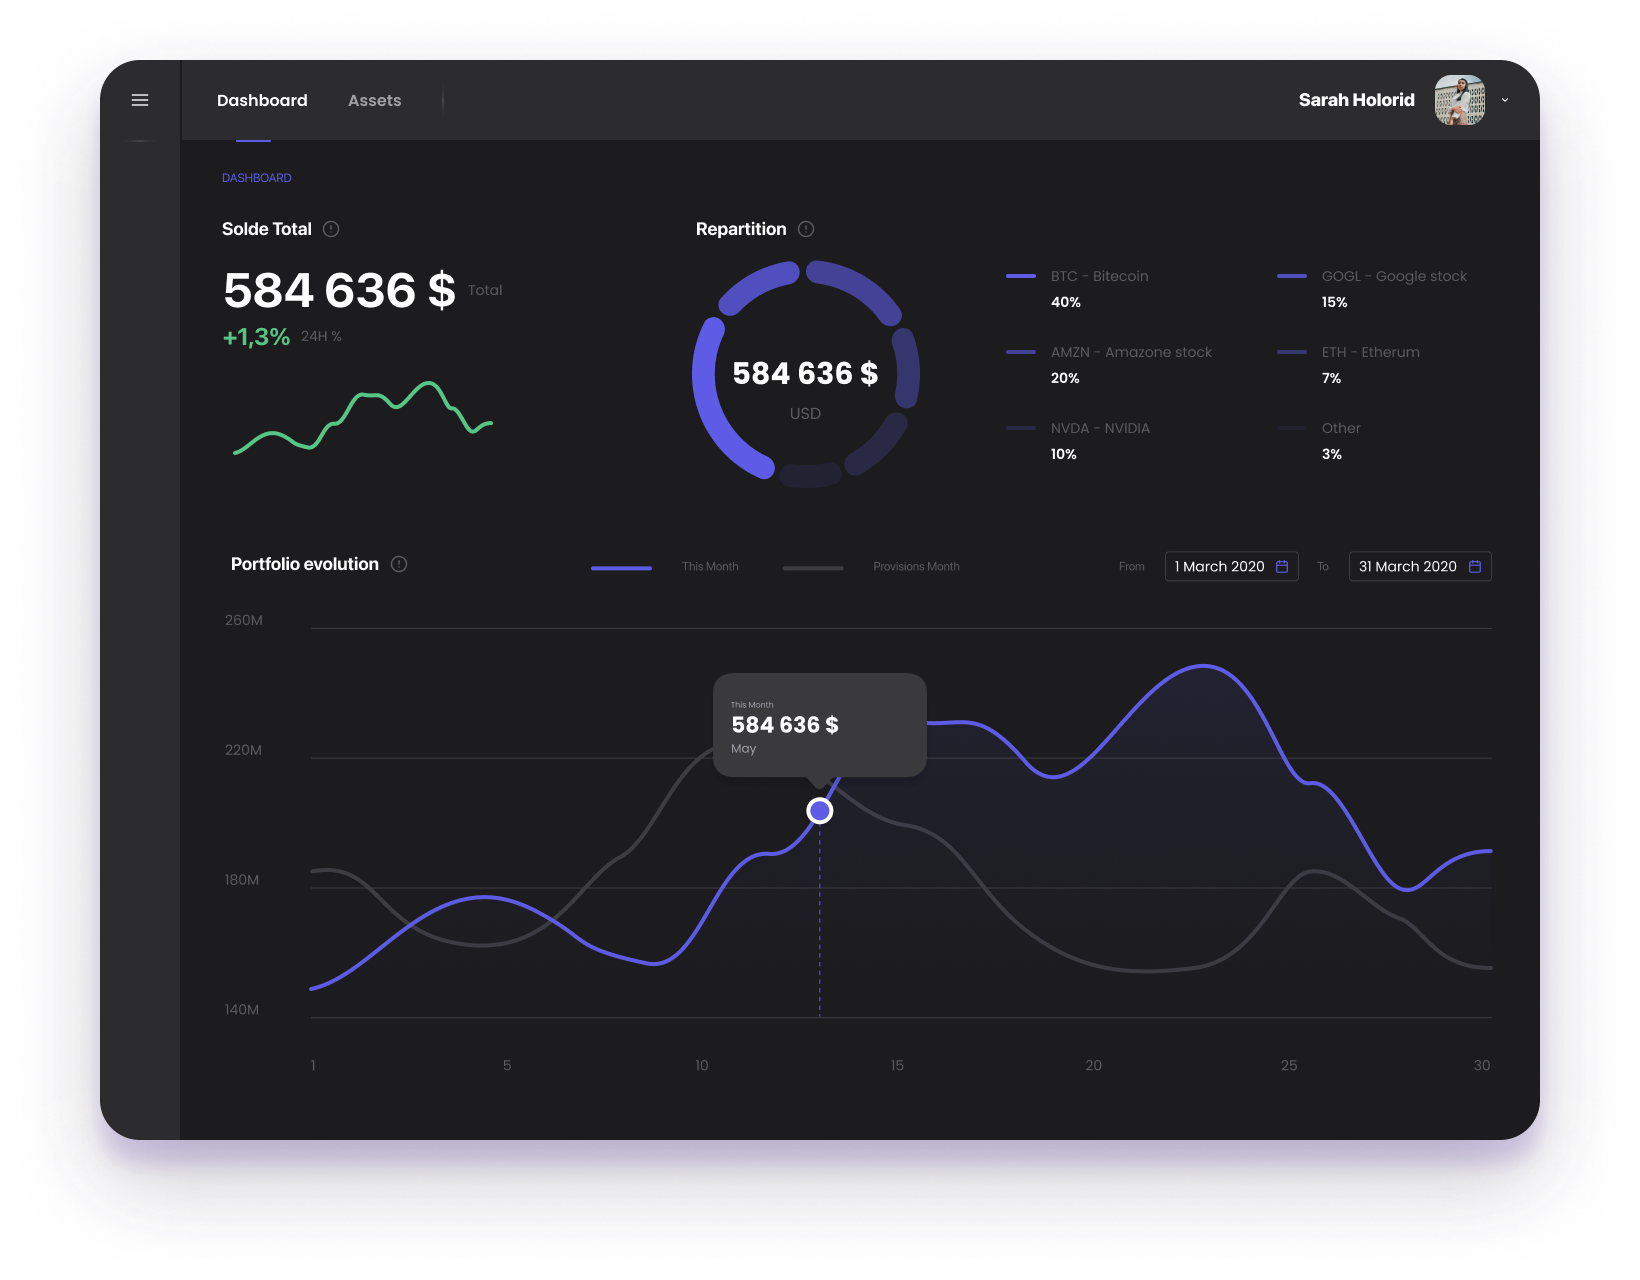 Dashboard
Assets
Sarah Holorid
DASHBOARD
Solde Total
584 636 $ Total
+1,3% 24H %
Repartition
584 636 $
USD
BTC - Bitecoin
40%
GOGL - Google stock
15%
AMZN - Amazone stock
20%
ETH - Etherum
7%
NVDA - NVIDIA
10%
Other
3%
Portfolio evolution
This Month
Provisions Month
From 1 March 2020 To 31 March 2020
260M
220M
180M
140M
This Month
584 636 $
May
1 5 10 15 20 25 30